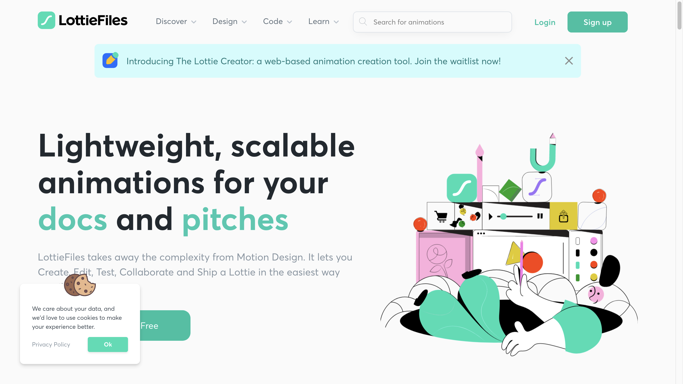 LottieFiles
Discover
Design
Code
Learn
Search for animations
Login
Sign up
Introducing The Lottie Creator: a web-based animation creation tool. Join the waitlist now!
Lightweight, scalable
animations for your
docs and pitches
LottieFiles takes away the complexity from Motion Design. It lets you
Create, Edit, Test, Collaborate and Ship a Lottie in the easiest way
Free
We care about your data, and
we'd love to use cookies to make
your experience better.
Privacy Policy
Ok